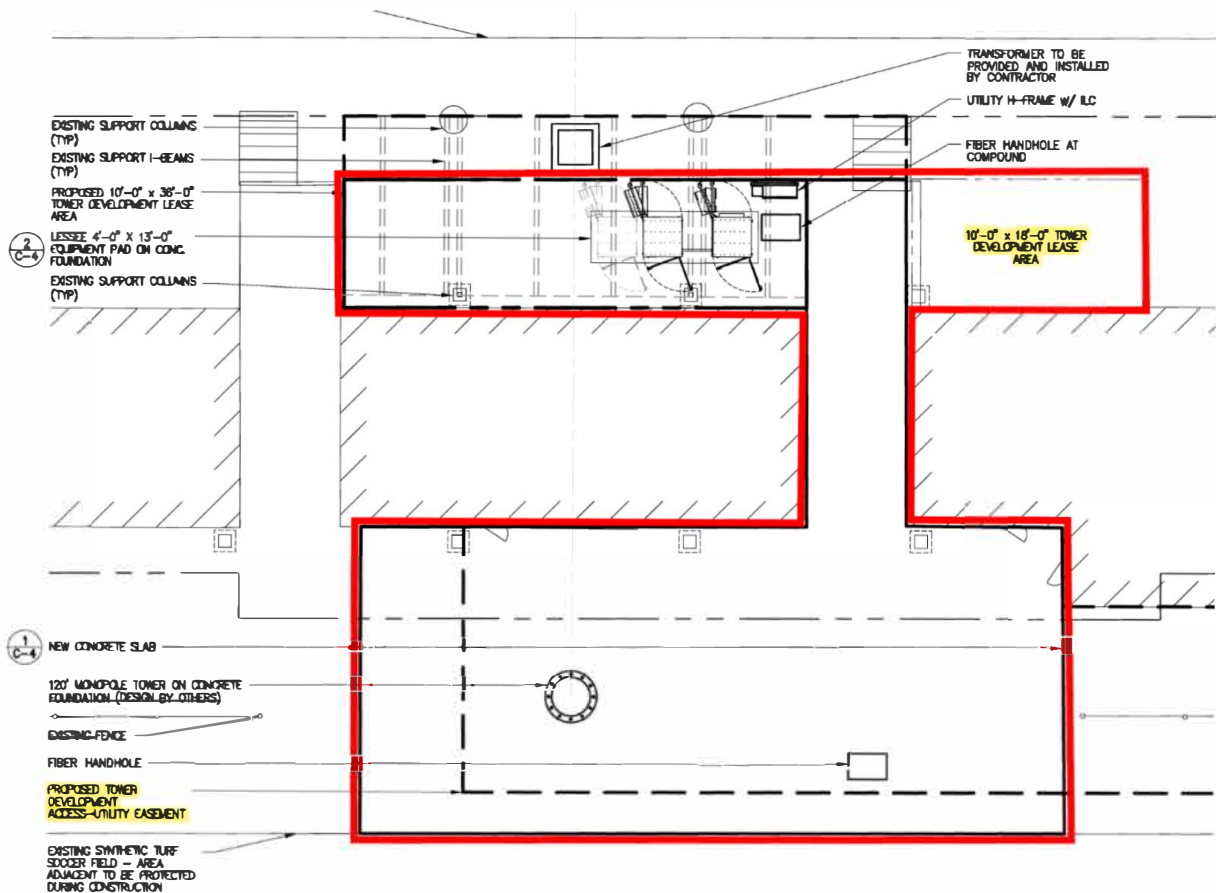 TRANSFORMER TO BE
PROVIDED AND INSTALLED
BY CONTRACTOR
UTILITY H-FRAME W/ ILC
FIBER HANDHOLE AT
COMPOUND
10'-0" x 18'-0" TOWER
DEVELOPMENT LEASE
AREA
EXISTING SUPPORT COLUMNS
(TYP)
EXISTING SUPPORT I-BEAMS
(TYP)
PROPOSED 10'-0" x 36'-0"
TOWER DEVELOPMENT LEASE
AREA
2
C-4
LESSEE 4'-0" X 13'-0"
EQUIPMENT PAD ON CONC.
FOUNDATION
EXISTING SUPPORT COLUMNS
(TYP)
1
C-4
NEW CONCRETE SLAB
120' MONOPOLE TOWER ON CONCRETE
FOUNDATION (DESIGN BY OTHERS)
EXISTING FENCE
FIBER HANDHOLE
PROPOSED TOWER
DEVELOPMENT
ACCESS-UTILITY EASEMENT
EXISTING SYNTHETIC TURF
SOCCER FIELD - AREA
ADJACENT TO BE PROTECTED
DURING CONSTRUCTION